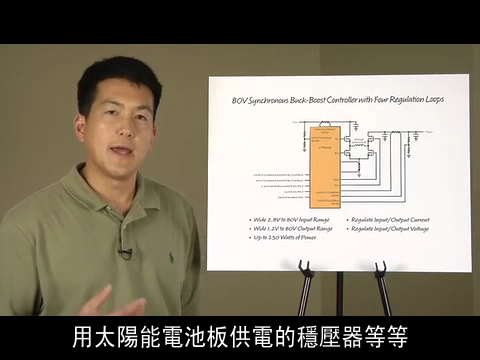 80V Synchronous Buck-Boost Controller with Four Regulation Loops
• Wide 2.8V to 80V Input Range
• Wide 1.2V to 80V Output Range
• Up to 250 Watts of Power
• Regulate Input/Output Current
• Regulate Input/Output Voltage
用太陽能電池板供電的穩壓器等等